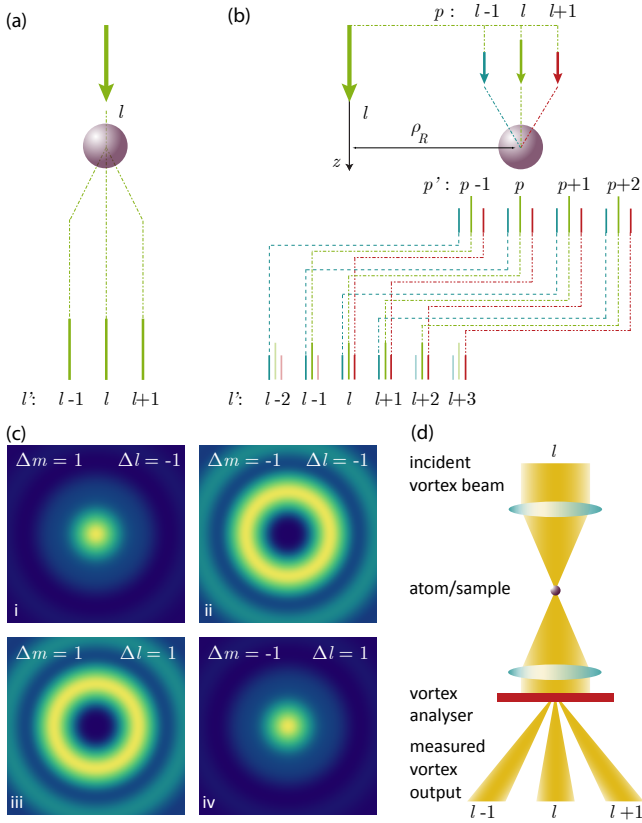 (a)
l
l': l-1 l l+1
(b)
p: l-1 l l+1
l
ρR
z
p': p-1 p p+1 p+2
l': l-2 l-1 l l+1 l+2 l+3
(c)
Δm = 1 Δl = -1
i
Δm = -1 Δl = -1
ii
Δm = 1 Δl = 1
iii
Δm = -1 Δl = 1
iv
(d)
l
incident
vortex beam
atom/sample
vortex
analyser
measured
vortex
output
l-1 l l+1